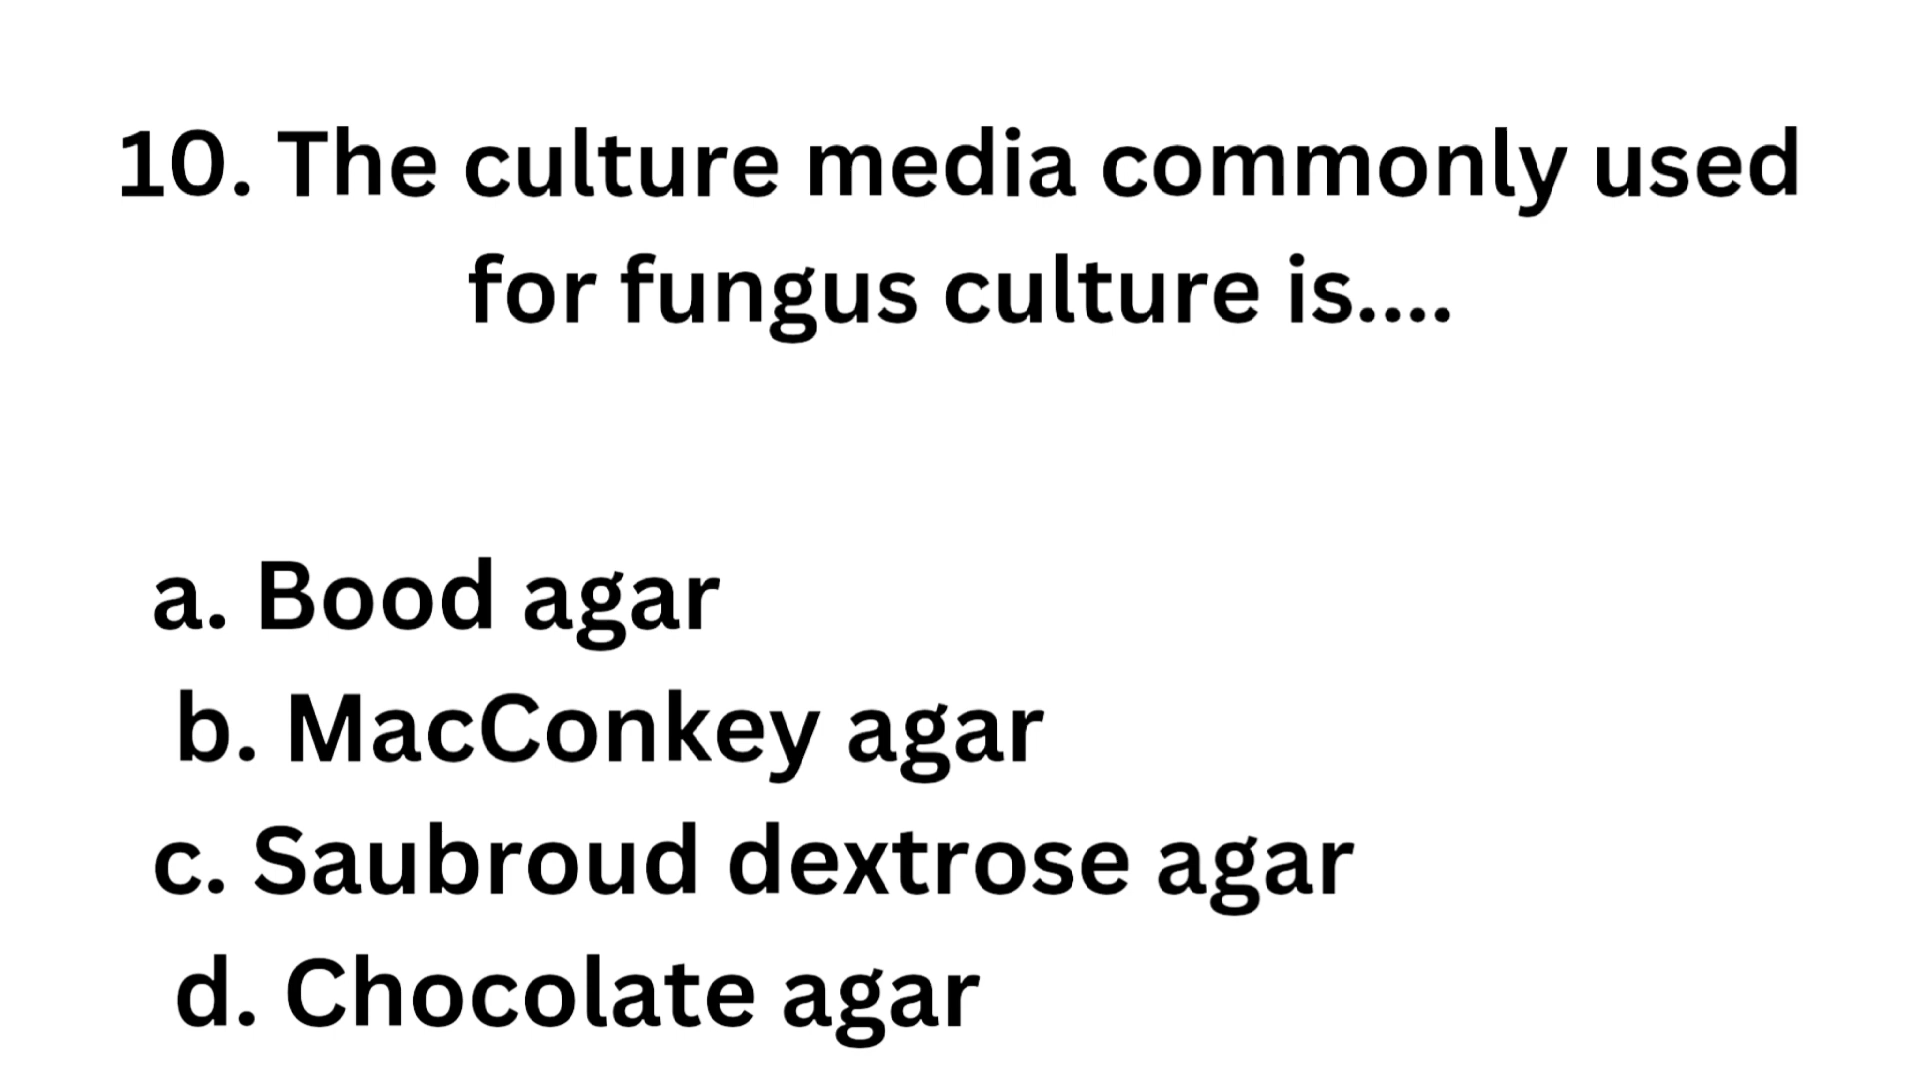 10. The culture media commonly used
for fungus culture is....
a. Bood agar
b. MacConkey agar
c. Saubroud dextrose agar
d. Chocolate agar